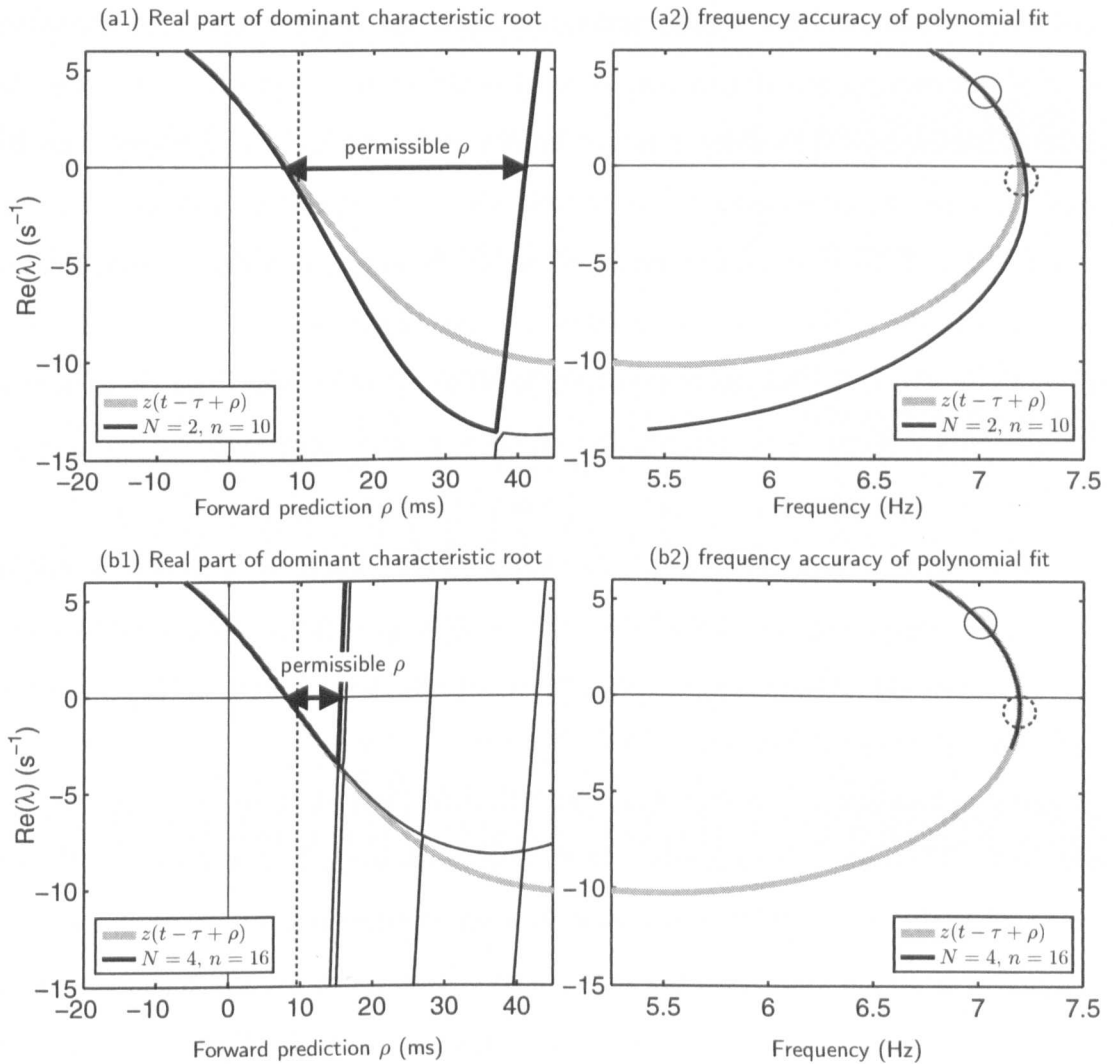 (a1) Real part of dominant characteristic root
(a2) frequency accuracy of polynomial fit
5
0
−5
−10
−15
Re(λ) (s⁻¹)
permissible ρ
z(t − τ + ρ)
N = 2, n = 10
−20
−10
0
10
20
30
40
Forward prediction ρ (ms)
5
0
−5
−10
−15
z(t − τ + ρ)
N = 2, n = 10
5.5
6
6.5
7
7.5
Frequency (Hz)
(b1) Real part of dominant characteristic root
(b2) frequency accuracy of polynomial fit
5
0
−5
−10
−15
Re(λ) (s⁻¹)
permissible ρ
z(t − τ + ρ)
N = 4, n = 16
−20
−10
0
10
20
30
40
Forward prediction ρ (ms)
5
0
−5
−10
−15
z(t − τ + ρ)
N = 4, n = 16
5.5
6
6.5
7
7.5
Frequency (Hz)